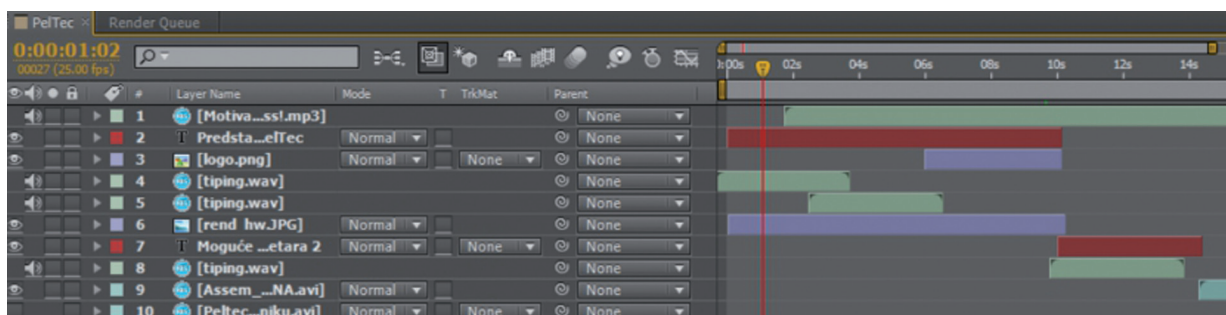 PelTec × Render Queue
0:00:01:02
00027 (25.00 fps)
):00s 02s 04s 06s 08s 10s 12s 14s
# Layer Name Mode T TrkMat Parent
1 [Motiva...ss!.mp3] None
2 T Predsta...elTec Normal None
3 [logo.png] Normal None None
4 [tiping.wav] None
5 [tiping.wav] None
6 [rend hw.JPG] Normal None
7 T Moguće ...etara 2 Normal None None
8 [tiping.wav] None
9 [Assem_...NA.avi] Normal None
10 [Peltec...niku.avi] Normal None None